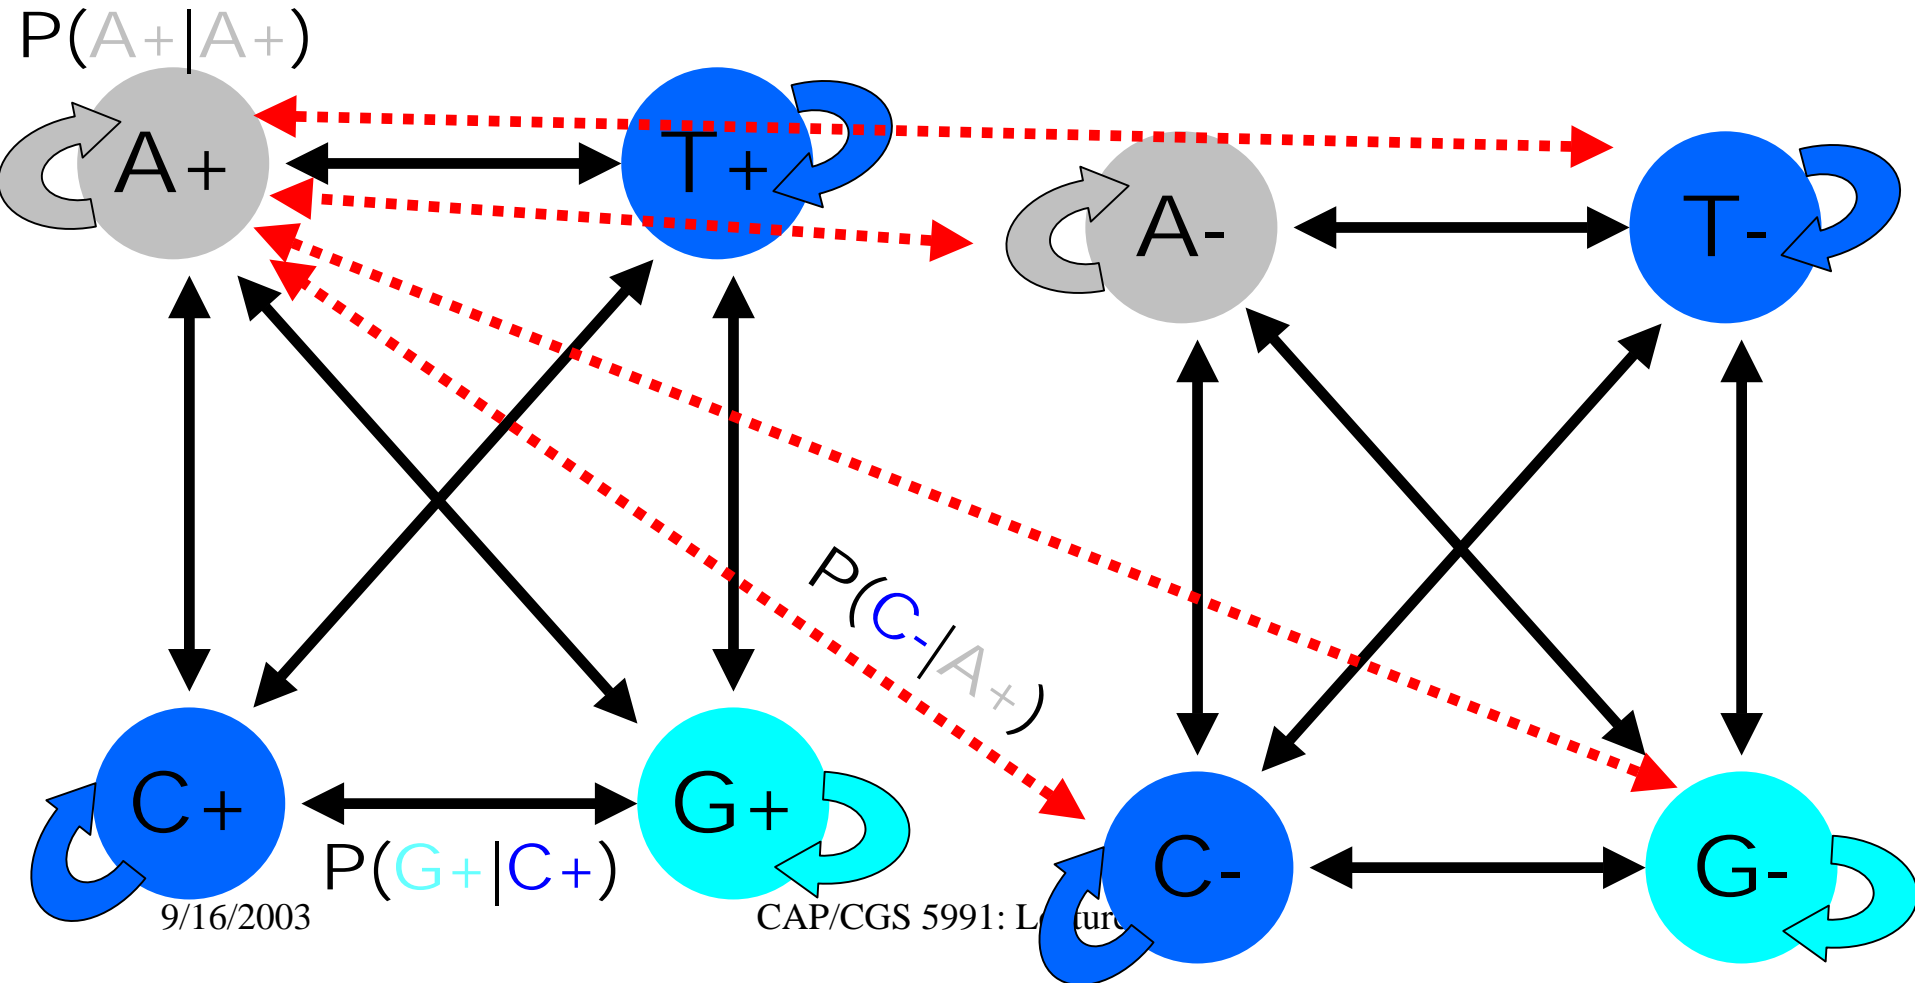 P(A+|A+)
A+
T+
A-
T-
P(C-|A+)
C+
G+
C-
G-
P(G+|C+)
9/16/2003
CAP/CGS 5991: